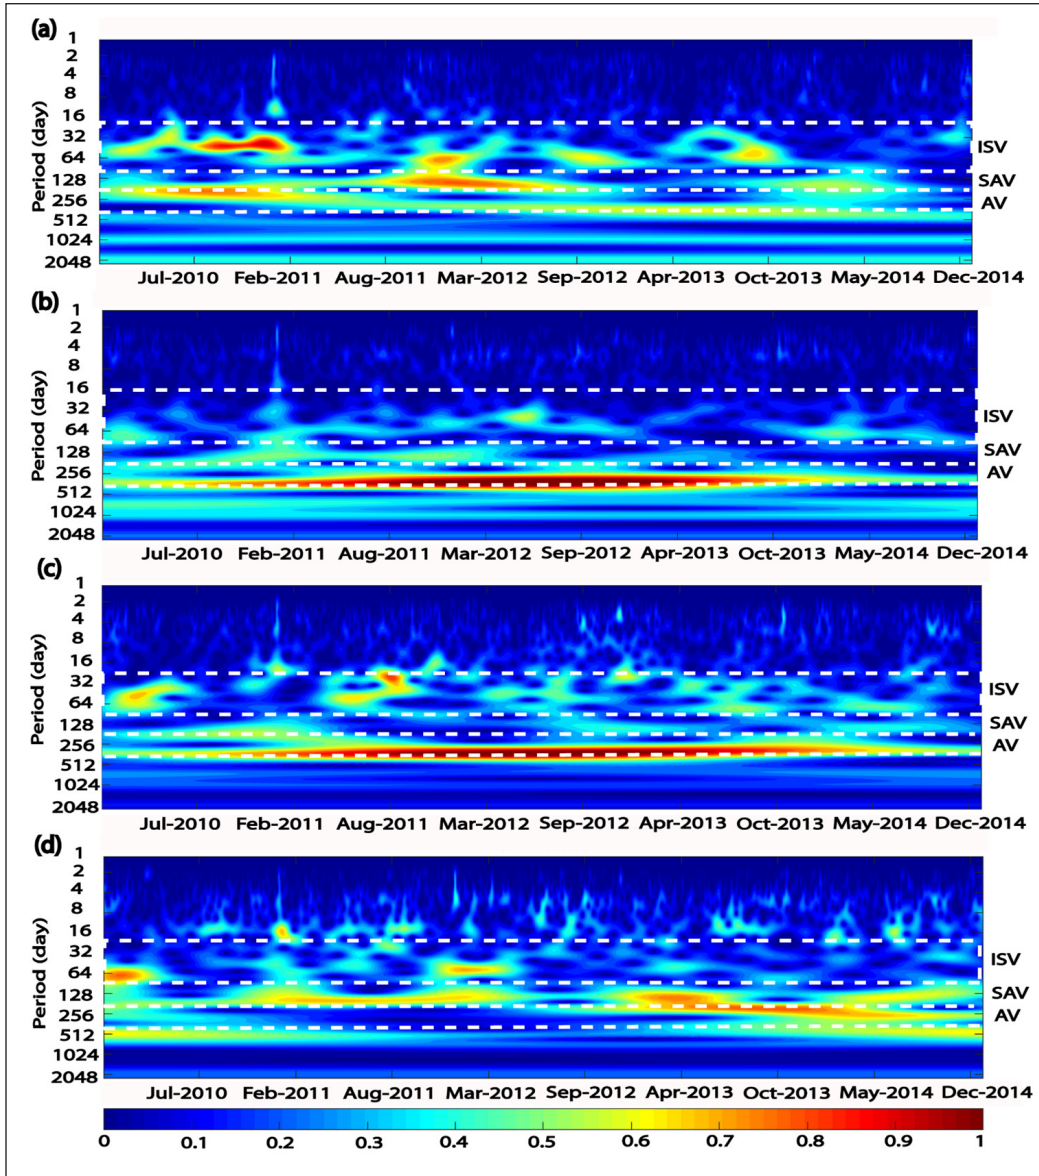 (a)
1
2
4
8
16
32
64
128
256
512
1024
2048
Period (day)
ISV
SAV
AV
Jul-2010 Feb-2011 Aug-2011 Mar-2012 Sep-2012 Apr-2013 Oct-2013 May-2014 Dec-2014
(b)
1
2
4
8
16
32
64
128
256
512
1024
2048
Period (day)
ISV
SAV
AV
Jul-2010 Feb-2011 Aug-2011 Mar-2012 Sep-2012 Apr-2013 Oct-2013 May-2014 Dec-2014
(c)
1
2
4
8
16
32
64
128
256
512
1024
2048
Period (day)
ISV
SAV
AV
Jul-2010 Feb-2011 Aug-2011 Mar-2012 Sep-2012 Apr-2013 Oct-2013 May-2014 Dec-2014
(d)
1
2
4
8
16
32
64
128
256
512
1024
2048
Period (day)
ISV
SAV
AV
Jul-2010 Feb-2011 Aug-2011 Mar-2012 Sep-2012 Apr-2013 Oct-2013 May-2014 Dec-2014
0 0.1 0.2 0.3 0.4 0.5 0.6 0.7 0.8 0.9 1